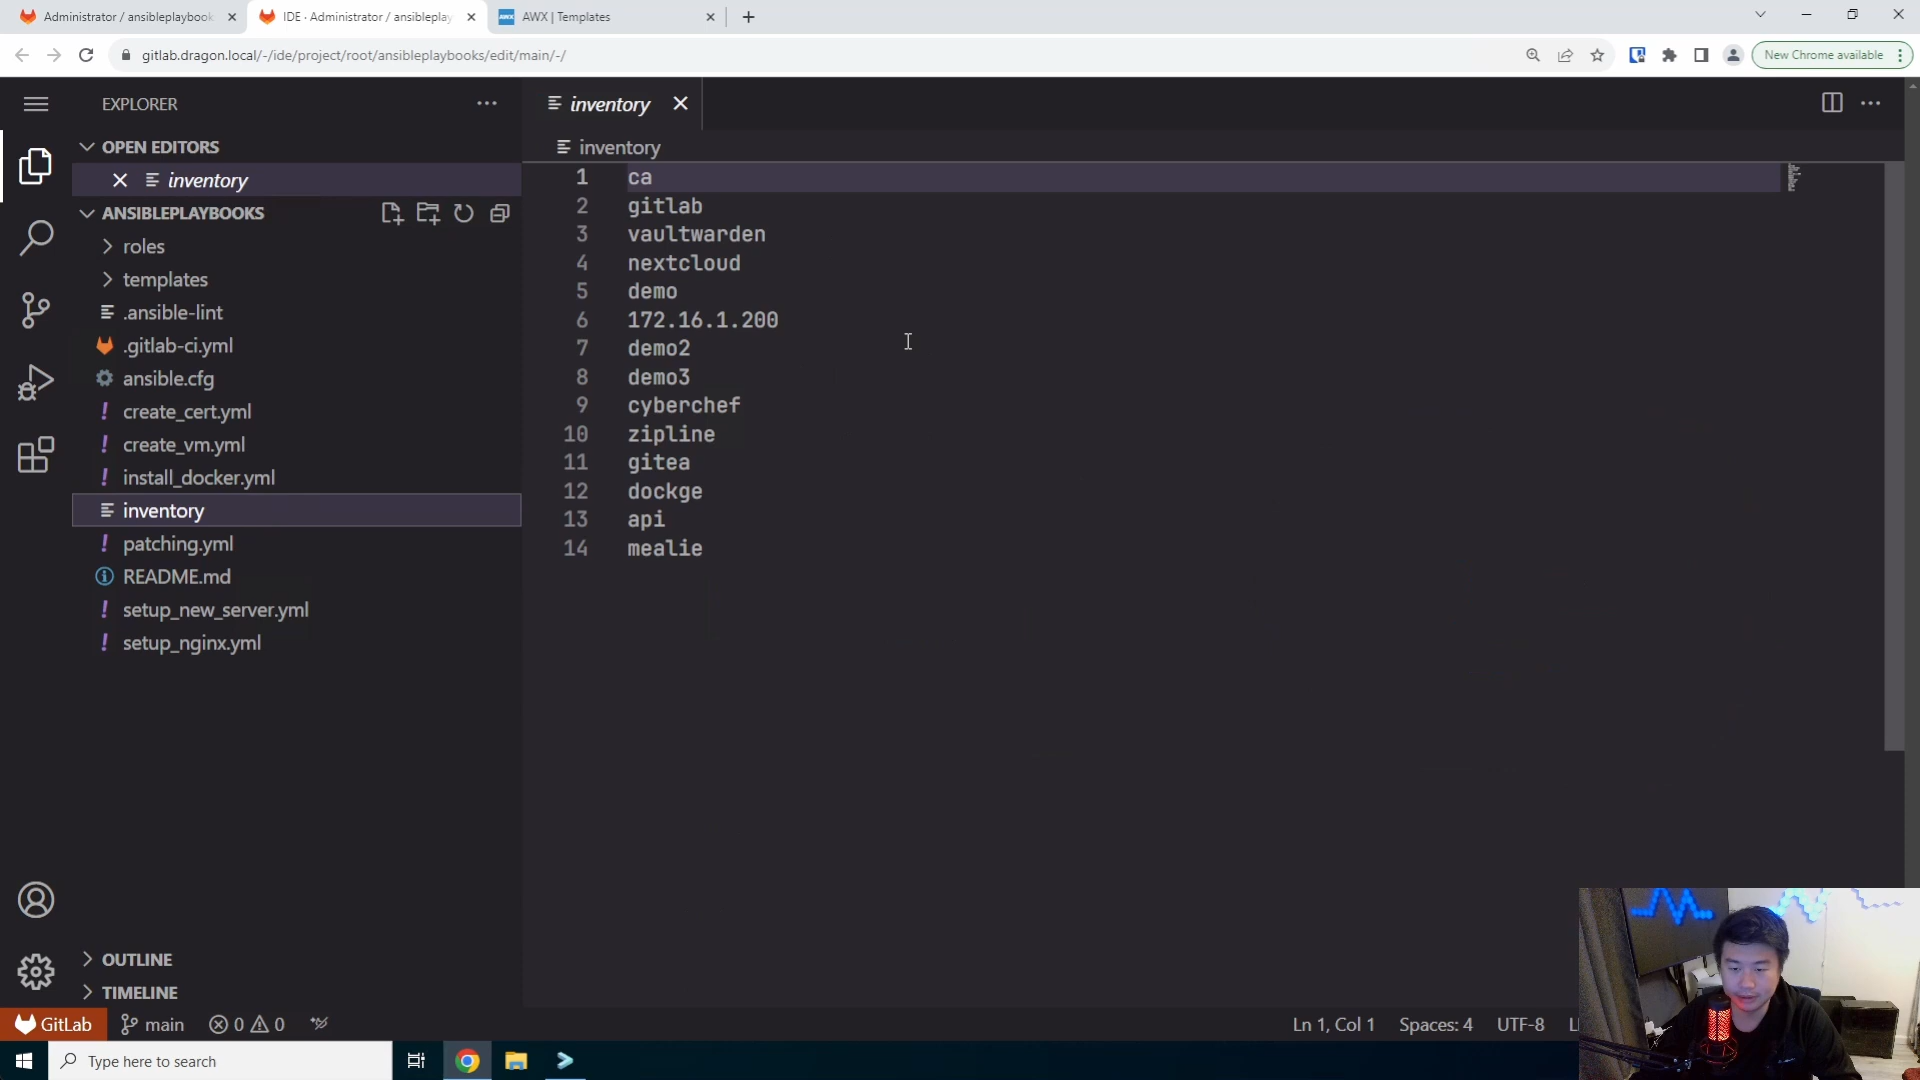 Administrator / ansibleplaybook
IDE · Administrator / ansibleplay
AWX | Templates
gitlab.dragon.local/-/ide/project/root/ansibleplaybooks/edit/main/-/
New Chrome available
EXPLORER
OPEN EDITORS
inventory
ANSIBLEPLAYBOOKS
roles
templates
.ansible-lint
.gitlab-ci.yml
ansible.cfg
create_cert.yml
create_vm.yml
install_docker.yml
inventory
patching.yml
README.md
setup_new_server.yml
setup_nginx.yml
OUTLINE
TIMELINE
inventory
inventory
1 ca
2 gitlab
3 vaultwarden
4 nextcloud
5 demo
6 172.16.1.200
7 demo2
8 demo3
9 cyberchef
10 zipline
11 gitea
12 dockge
13 api
14 mealie
GitLab main 0 0 Ln 1, Col 1 Spaces: 4 UTF-8
Type here to search